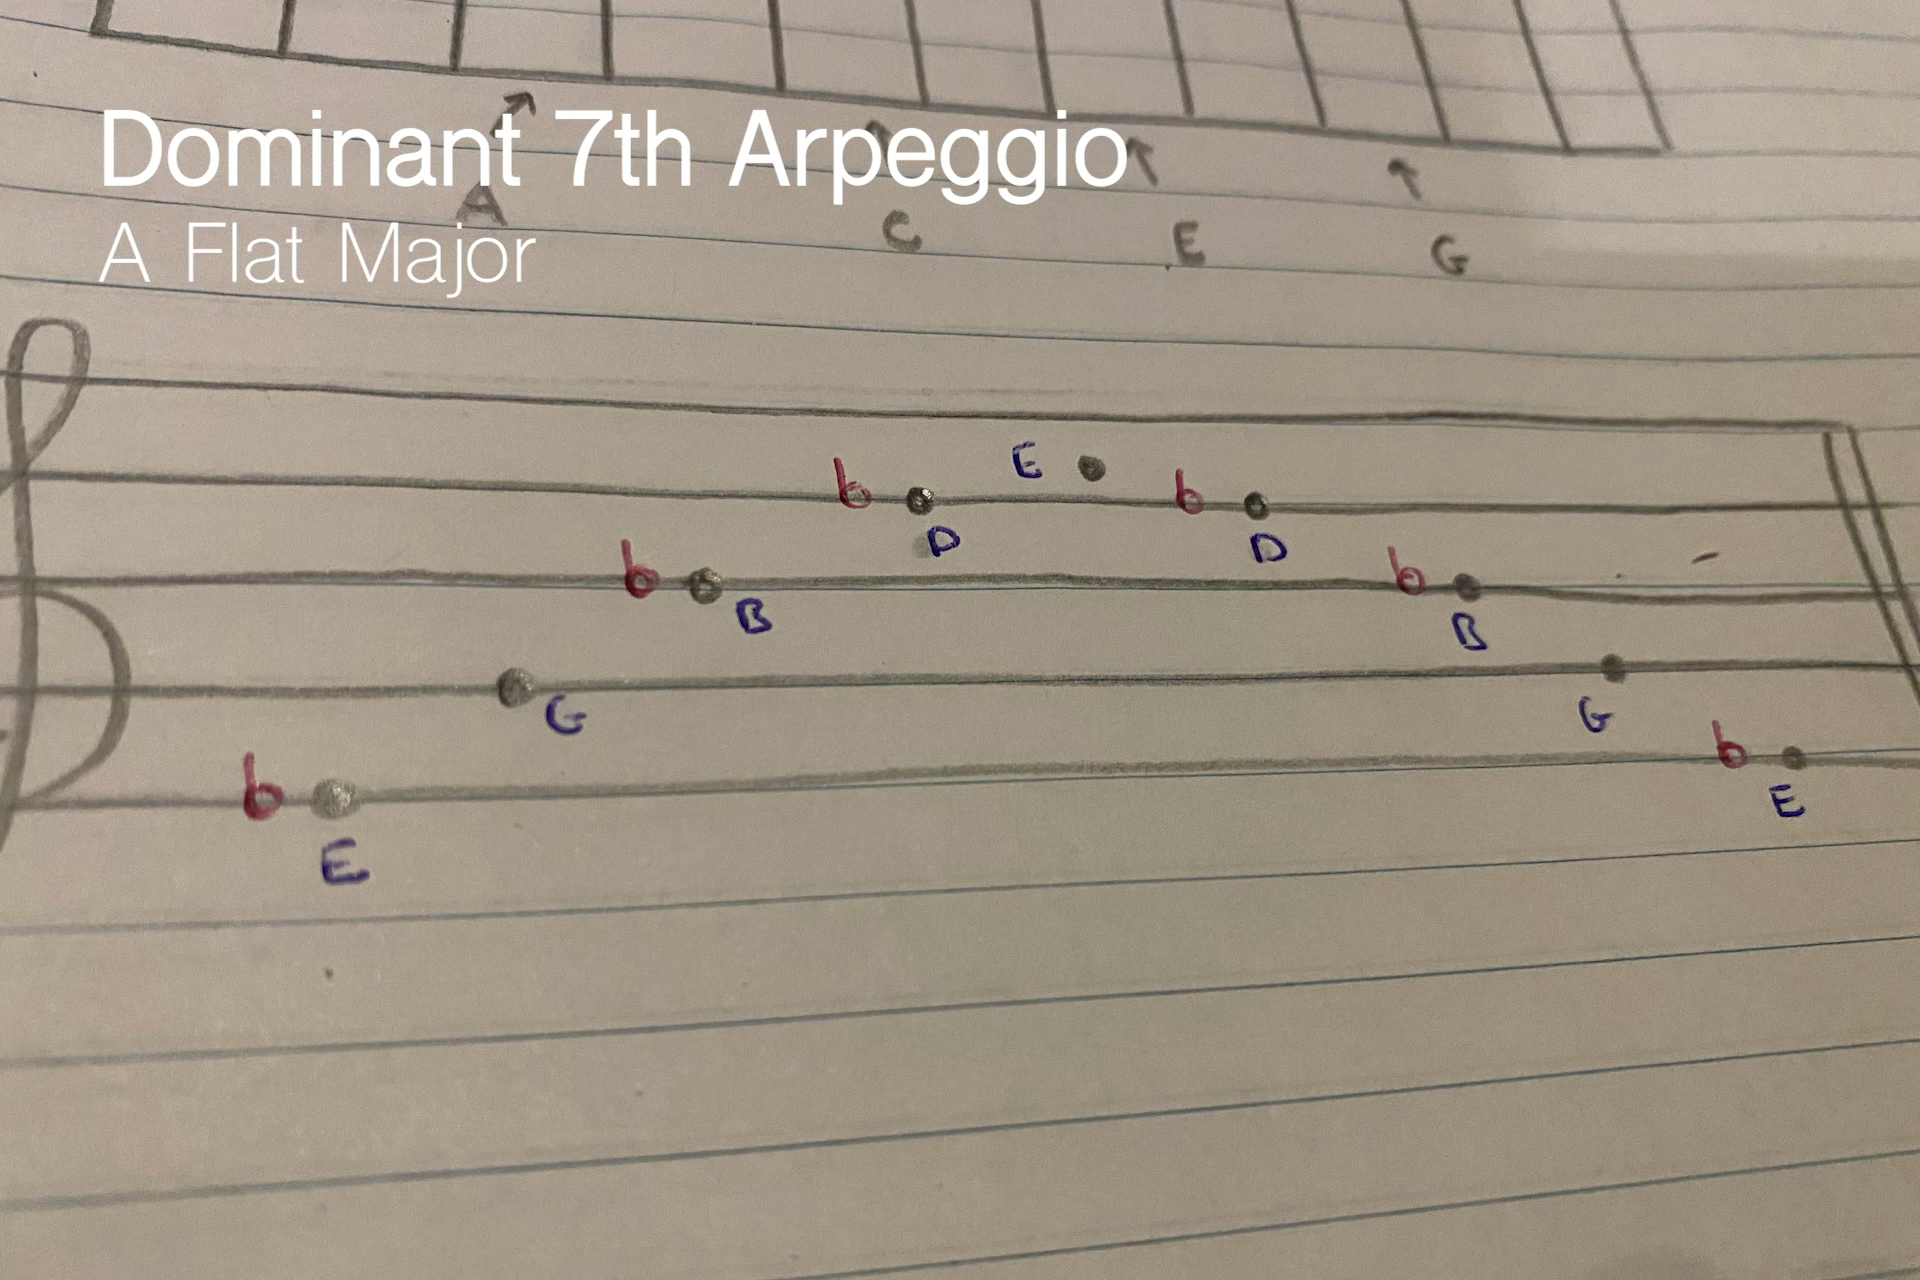 Dominant 7th Arpeggio
A Flat Major
A C E G
b D E b D
b B b B
G G
b E b E